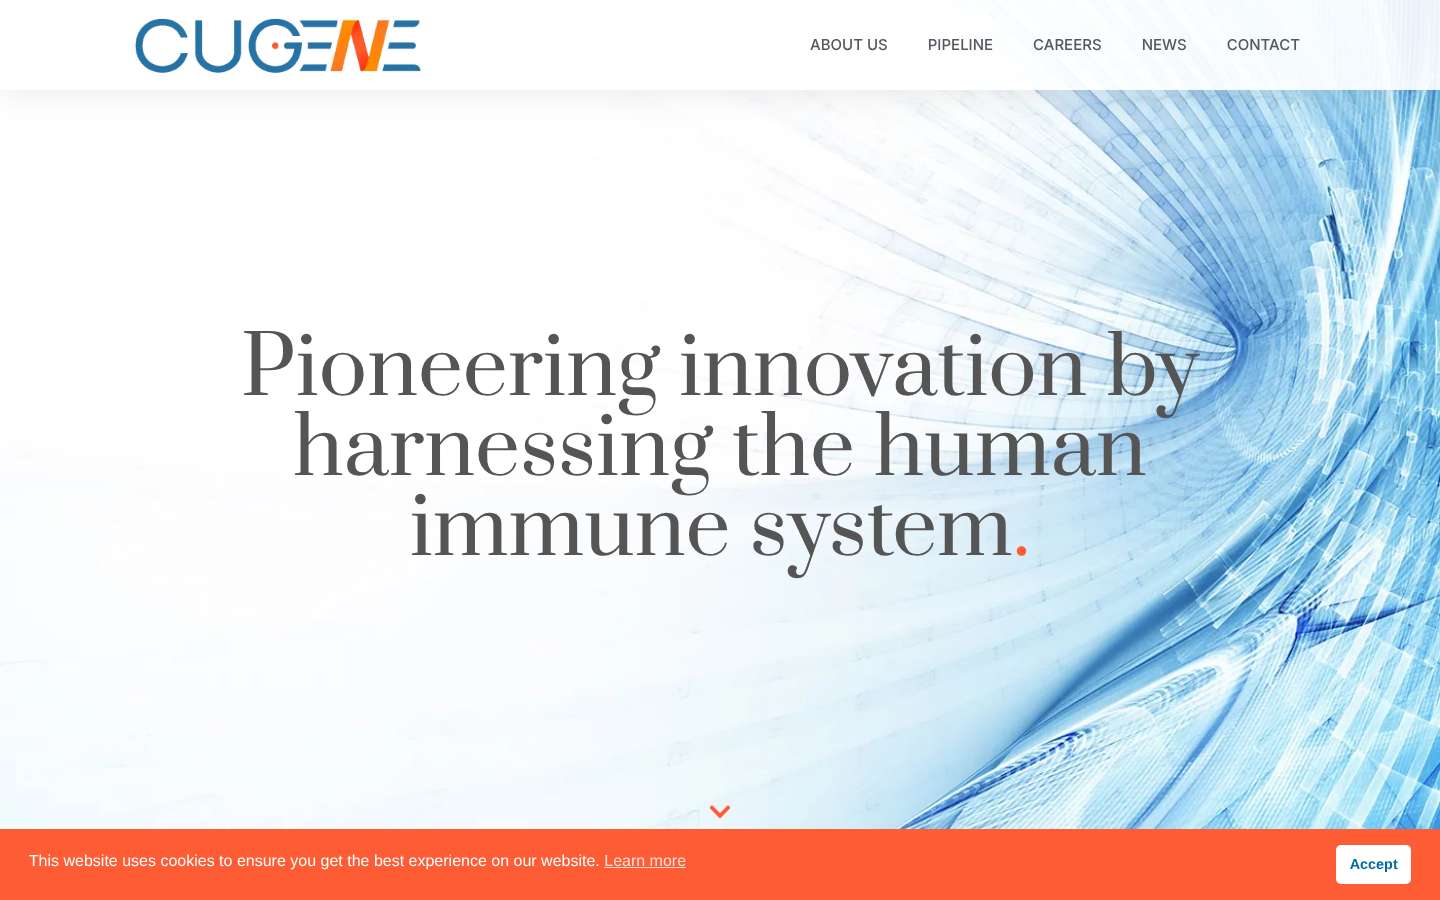 CUGENE
ABOUT US
PIPELINE
CAREERS
NEWS
CONTACT
Pioneering innovation by
harnessing the human
immune system.
This website uses cookies to ensure you get the best experience on our website. Learn more
Accept